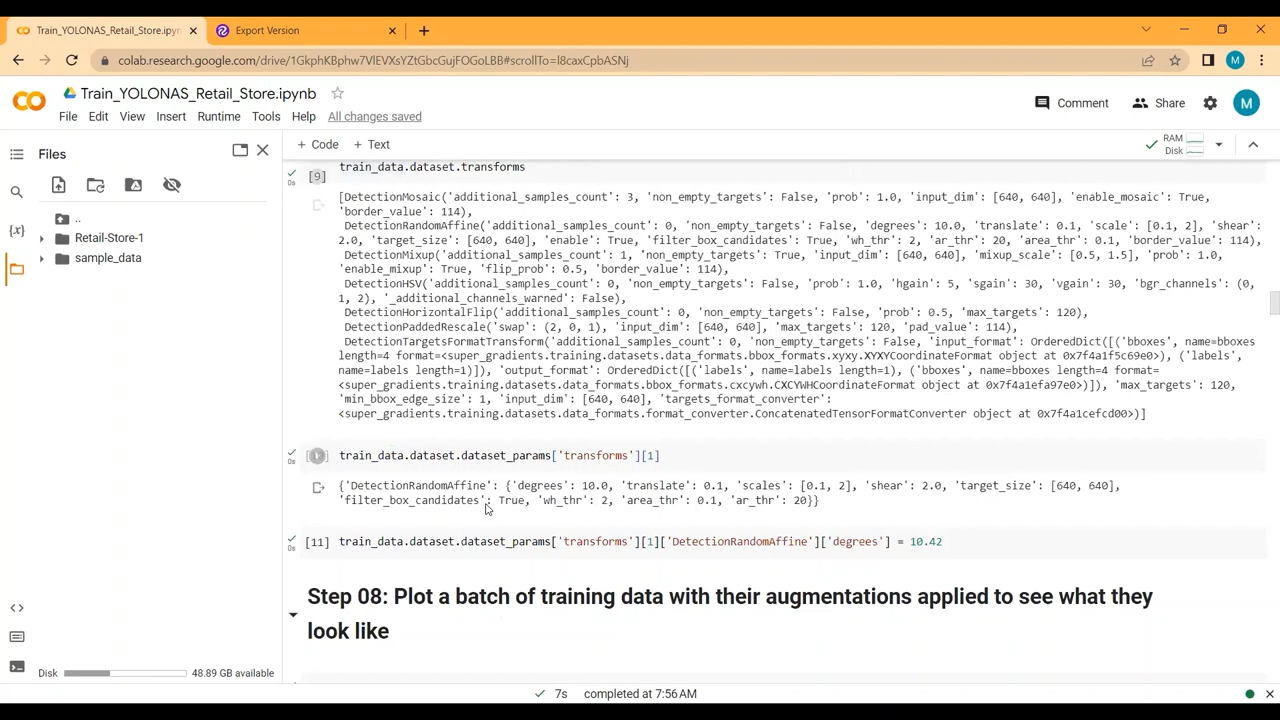 Train_YOLONAS_Retail_Store.ipyn
Export Version
colab.research.google.com/drive/1GkphKBphw7VlEVXsYZtGbcGujFOGoLBB#scrollTo=l8caxCpbASNj
M
Train_YOLONAS_Retail_Store.ipynb
File Edit View Insert Runtime Tools Help All changes saved
Comment Share M
Files
+ Code + Text
RAM
Disk
..
Retail-Store-1
sample_data
{x}
train_data.dataset.transforms
[9]
0s
[DetectionMosaic('additional_samples_count': 3, 'non_empty_targets': False, 'prob': 1.0, 'input_dim': [640, 640], 'enable_mosaic': True,
'border_value': 114),
DetectionRandomAffine('additional_samples_count': 0, 'non_empty_targets': False, 'degrees': 10.0, 'translate': 0.1, 'scale': [0.1, 2], 'shear':
2.0, 'target_size': [640, 640], 'enable': True, 'filter_box_candidates': True, 'wh_thr': 2, 'ar_thr': 20, 'area_thr': 0.1, 'border_value': 114),
DetectionMixup('additional_samples_count': 1, 'non_empty_targets': True, 'input_dim': [640, 640], 'mixup_scale': [0.5, 1.5], 'prob': 1.0,
'enable_mixup': True, 'flip_prob': 0.5, 'border_value': 114),
DetectionHSV('additional_samples_count': 0, 'non_empty_targets': False, 'prob': 1.0, 'hgain': 5, 'sgain': 30, 'vgain': 30, 'bgr_channels': (0,
1, 2), '_additional_channels_warned': False),
DetectionHorizontalFlip('additional_samples_count': 0, 'non_empty_targets': False, 'prob': 0.5, 'max_targets': 120),
DetectionPaddedRescale('swap': (2, 0, 1), 'input_dim': [640, 640], 'max_targets': 120, 'pad_value': 114),
DetectionTargetsFormatTransform('additional_samples_count': 0, 'non_empty_targets': False, 'input_format': OrderedDict([('bboxes', name=bboxes
length=4 format=<super_gradients.training.datasets.data_formats.bbox_formats.xyxy.XYXYCoordinateFormat object at 0x7f4a1f5c69e0>), ('labels',
name=labels length=1)]), 'output_format': OrderedDict([('labels', name=labels length=1), ('bboxes', name=bboxes length=4 format=
<super_gradients.training.datasets.data_formats.bbox_formats.cxcywh.CXCYWHCoordinateFormat object at 0x7f4a1efa97e0>)]), 'max_targets': 120,
'min_bbox_edge_size': 1, 'input_dim': [640, 640], 'targets_format_converter':
<super_gradients.training.datasets.data_formats.format_converter.ConcatenatedTensorFormatConverter object at 0x7f4a1cefcd00>)]
train_data.dataset.dataset_params['transforms'][1]
0s
{'DetectionRandomAffine': {'degrees': 10.0, 'translate': 0.1, 'scales': [0.1, 2], 'shear': 2.0, 'target_size': [640, 640],
'filter_box_candidates': True, 'wh_thr': 2, 'area_thr': 0.1, 'ar_thr': 20}}
[11] train_data.dataset.dataset_params['transforms'][1]['DetectionRandomAffine']['degrees'] = 10.42
0s
Step 08: Plot a batch of training data with their augmentations applied to see what they
look like
Disk 48.89 GB available
7s completed at 7:56 AM